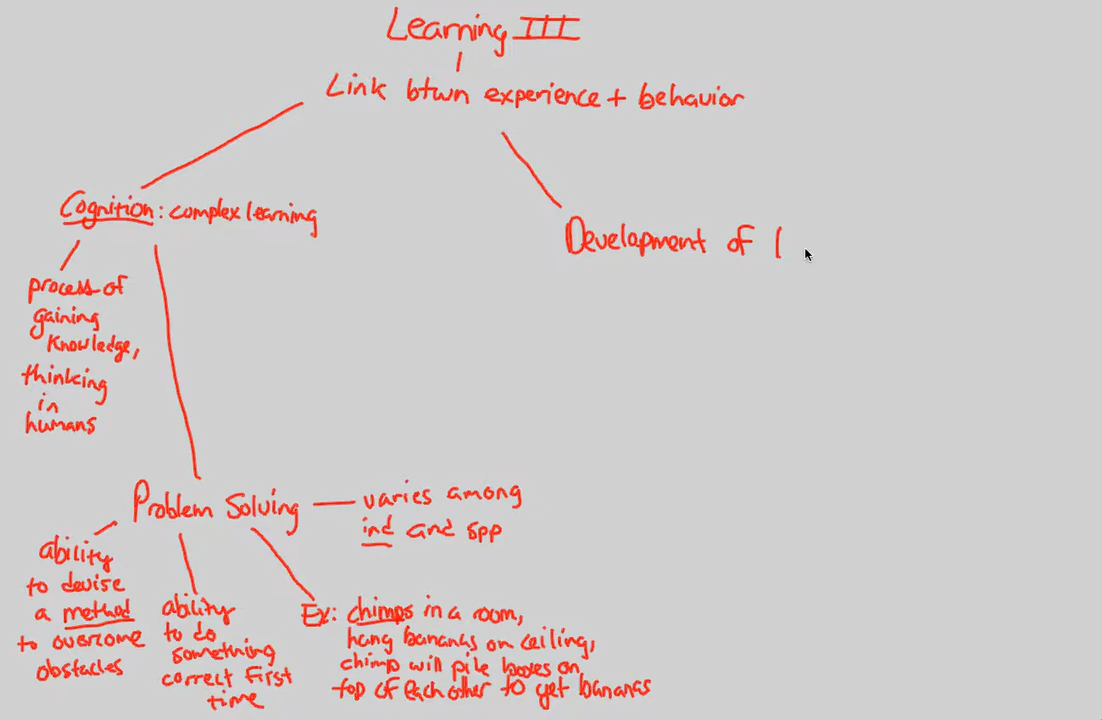 Learning III
Link btwn experience + behavior
Cognition: complex learning
process of
gaining
knowledge,
thinking
in
humans
Development of
Problem Solving
varies among
ind and spp
ability
to devise
a method
to overcome
obstacles
ability
to do
something
correct first
time
Ex: chimps in a room,
hang bananas on ceiling,
chimp will pile boxes on
top of each other to get bananas